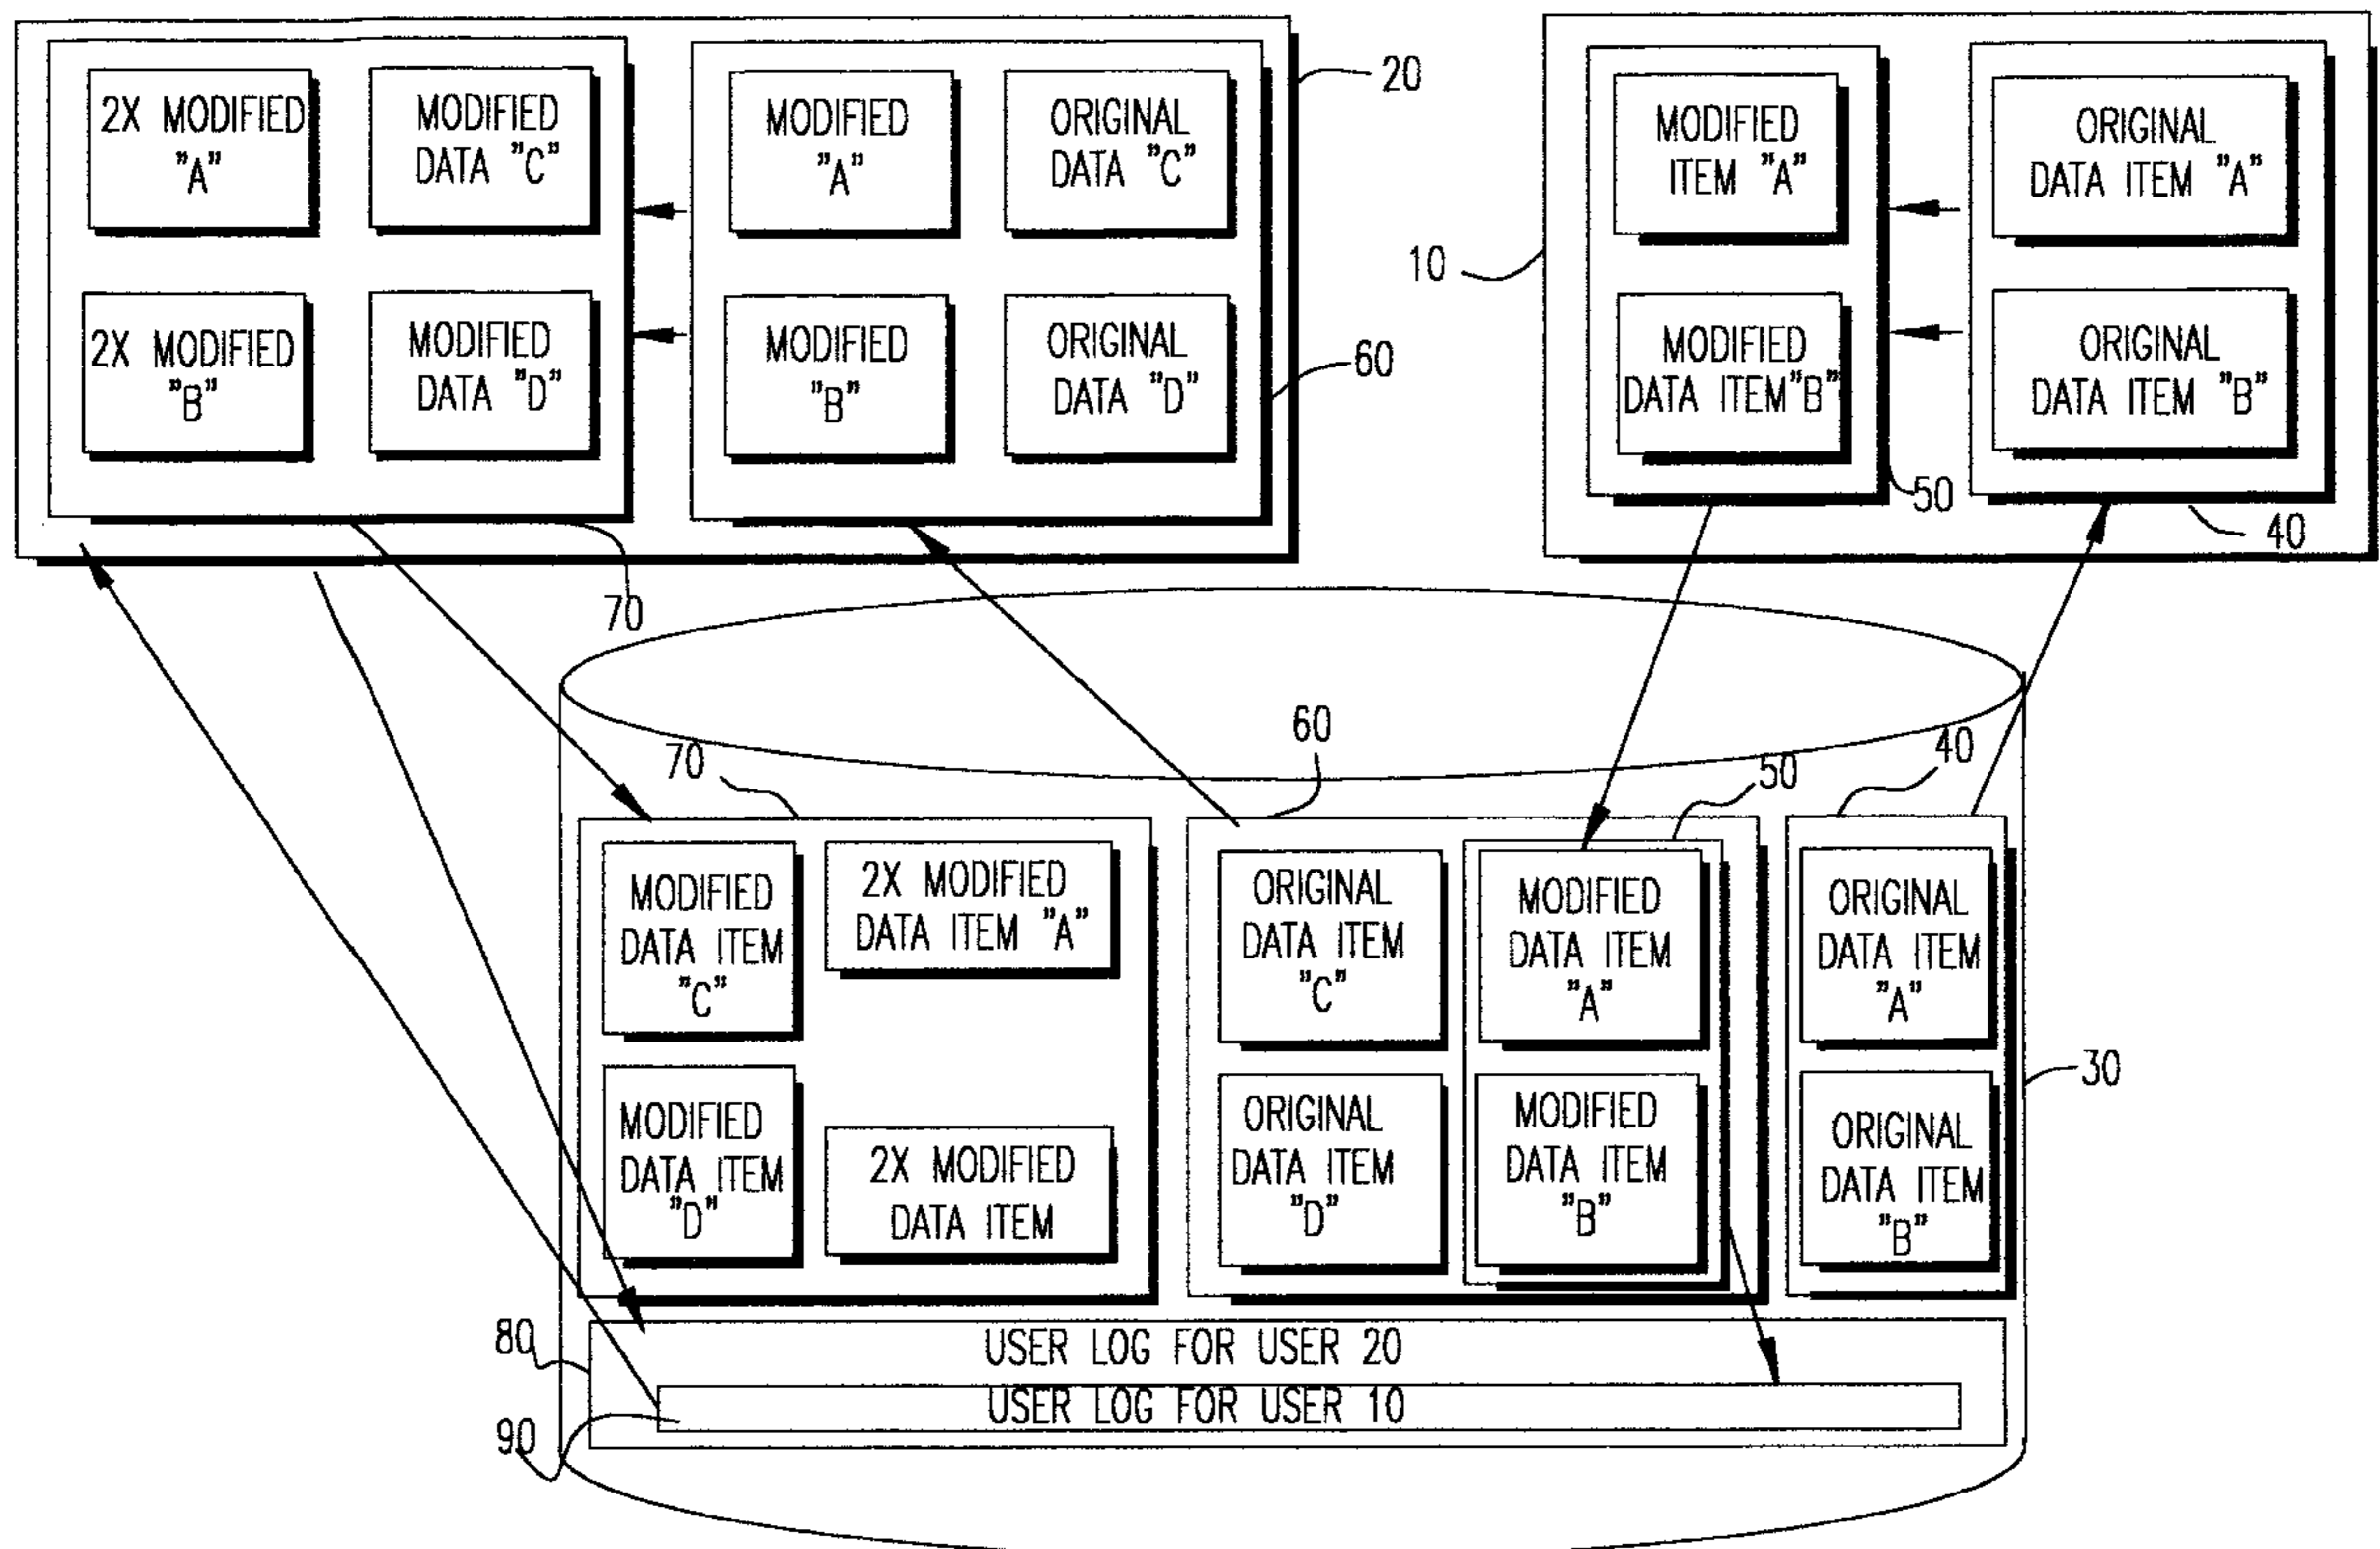 2X MODIFIED
"A"
MODIFIED
DATA "C"
2X MODIFIED
"B"
MODIFIED
DATA "D"
MODIFIED
"A"
ORIGINAL
DATA "C"
MODIFIED
"B"
ORIGINAL
DATA "D"
20
60
70
10
MODIFIED
ITEM "A"
MODIFIED
DATA ITEM"B"
50
ORIGINAL
DATA ITEM "A"
ORIGINAL
DATA ITEM "B"
40
70
60
50
40
MODIFIED
DATA ITEM
"C"
2X MODIFIED
DATA ITEM "A"
MODIFIED
DATA ITEM
"D"
2X MODIFIED
DATA ITEM
ORIGINAL
DATA ITEM
"C"
MODIFIED
DATA ITEM
"A"
ORIGINAL
DATA ITEM
"D"
MODIFIED
DATA ITEM
"B"
ORIGINAL
DATA ITEM
"A"
ORIGINAL
DATA ITEM
"B"
30
80
USER LOG FOR USER 20
USER LOG FOR USER 10
90